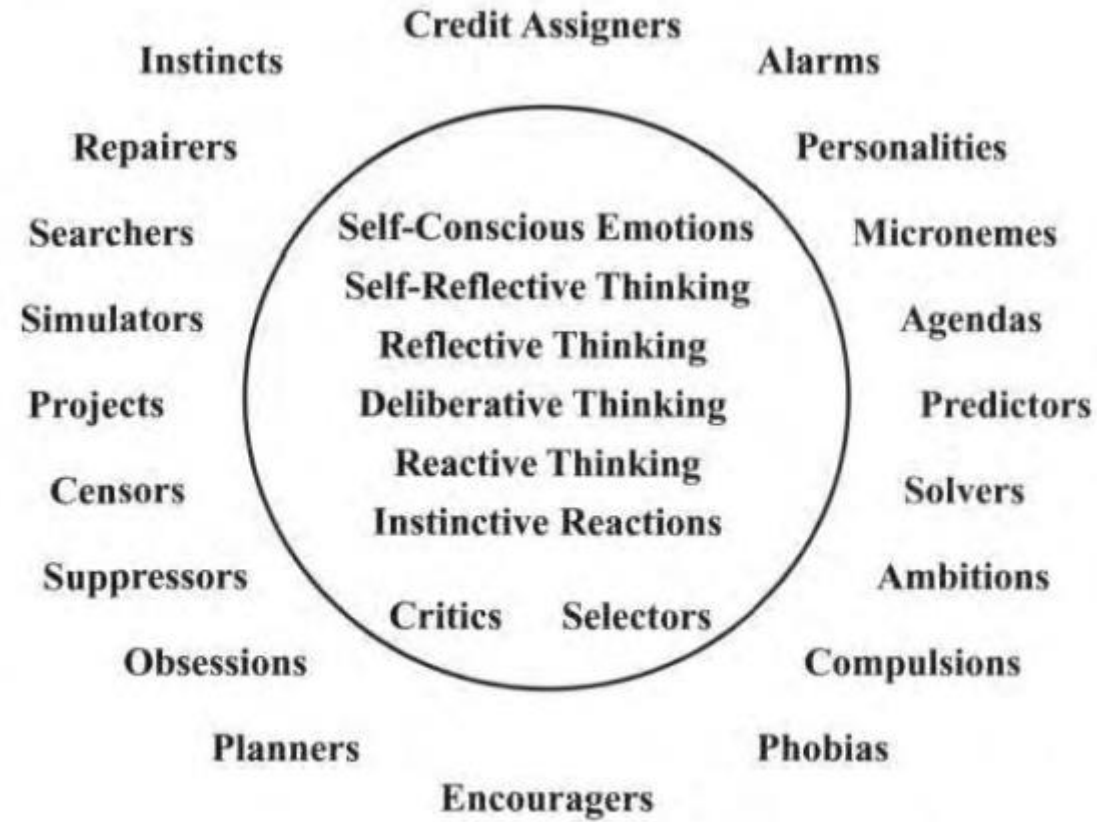 Credit Assigners
Instincts
Alarms
Repairers
Personalities
Self-Conscious Emotions
Searchers
Micronemes
Self-Reflective Thinking
Simulators
Agendas
Reflective Thinking
Projects
Deliberative Thinking
Predictors
Reactive Thinking
Censors
Solvers
Instinctive Reactions
Suppressors
Ambitions
Critics Selectors
Obsessions
Compulsions
Planners
Phobias
Encouragers